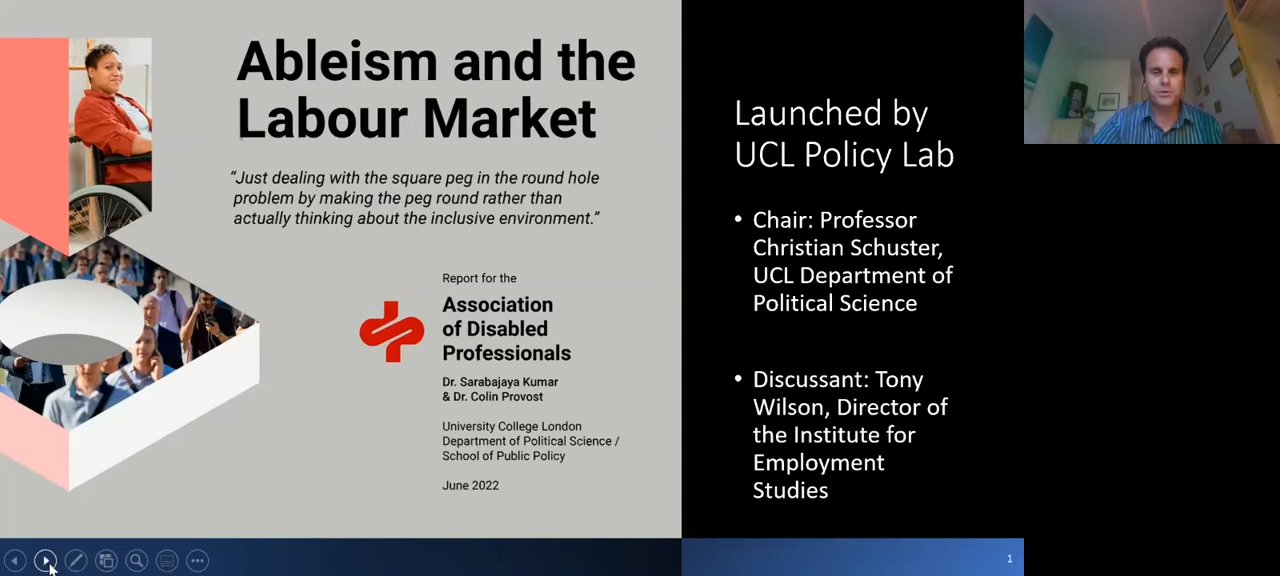 Ableism and the
Labour Market
“Just dealing with the square peg in the round hole
problem by making the peg round rather than
actually thinking about the inclusive environment.”
Report for the
Association
of Disabled
Professionals
Dr. Sarabajaya Kumar
& Dr. Colin Provost
University College London
Department of Political Science /
School of Public Policy
June 2022
Launched by
UCL Policy Lab
• Chair: Professor
Christian Schuster,
UCL Department of
Political Science
• Discussant: Tony
Wilson, Director of
the Institute for
Employment
Studies
1